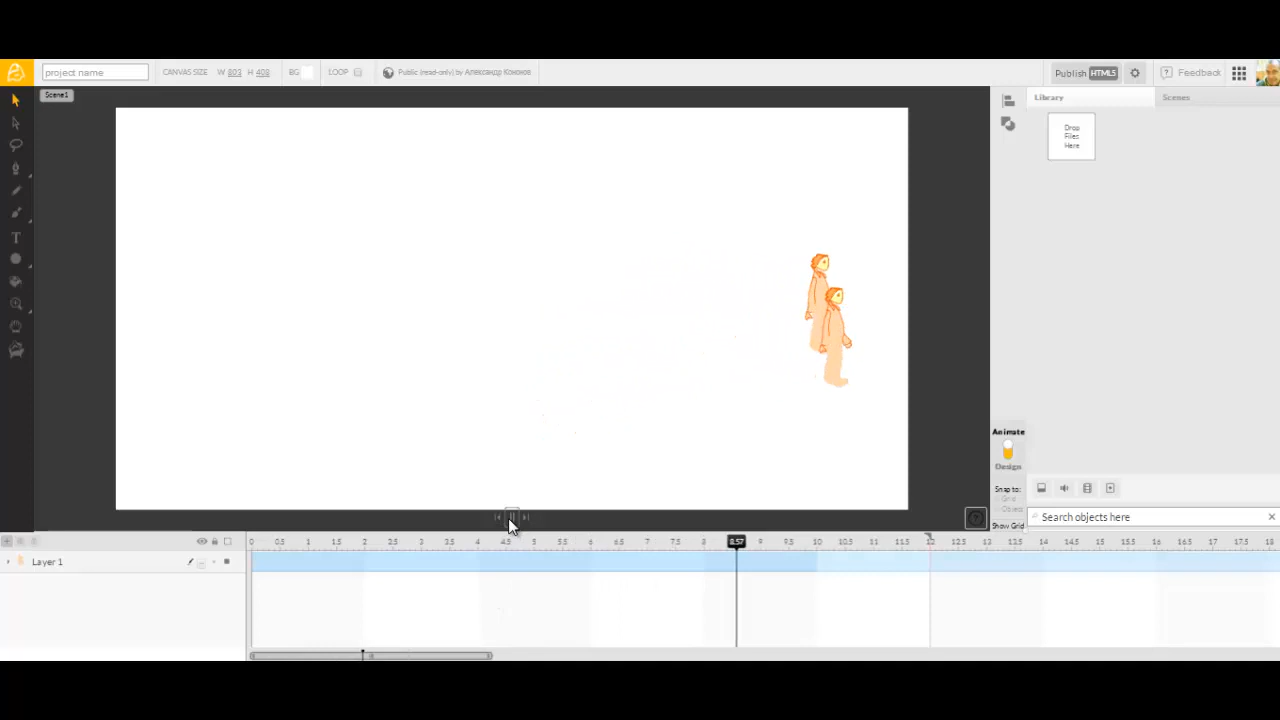 project name CANVAS SIZE W 803 H 408 BG LOOP Public (read-only) by Александр Кононов Publish HTML5 Feedback
Scene1
Library Scenes
Drop
Files
Here
T
Animate
Design
Snap to:
Grid
Object
Show Grid
Search objects here
0 0.5 1 1.5 2 2.5 3 3.5 4 4.5 5 5.5 6 6.5 7 7.5 8 8.57 9 9.5 10 10.5 11 11.5 12 12.5 13 13.5 14 14.5 15 15.5 16 16.5 17 17.5 18
Layer 1